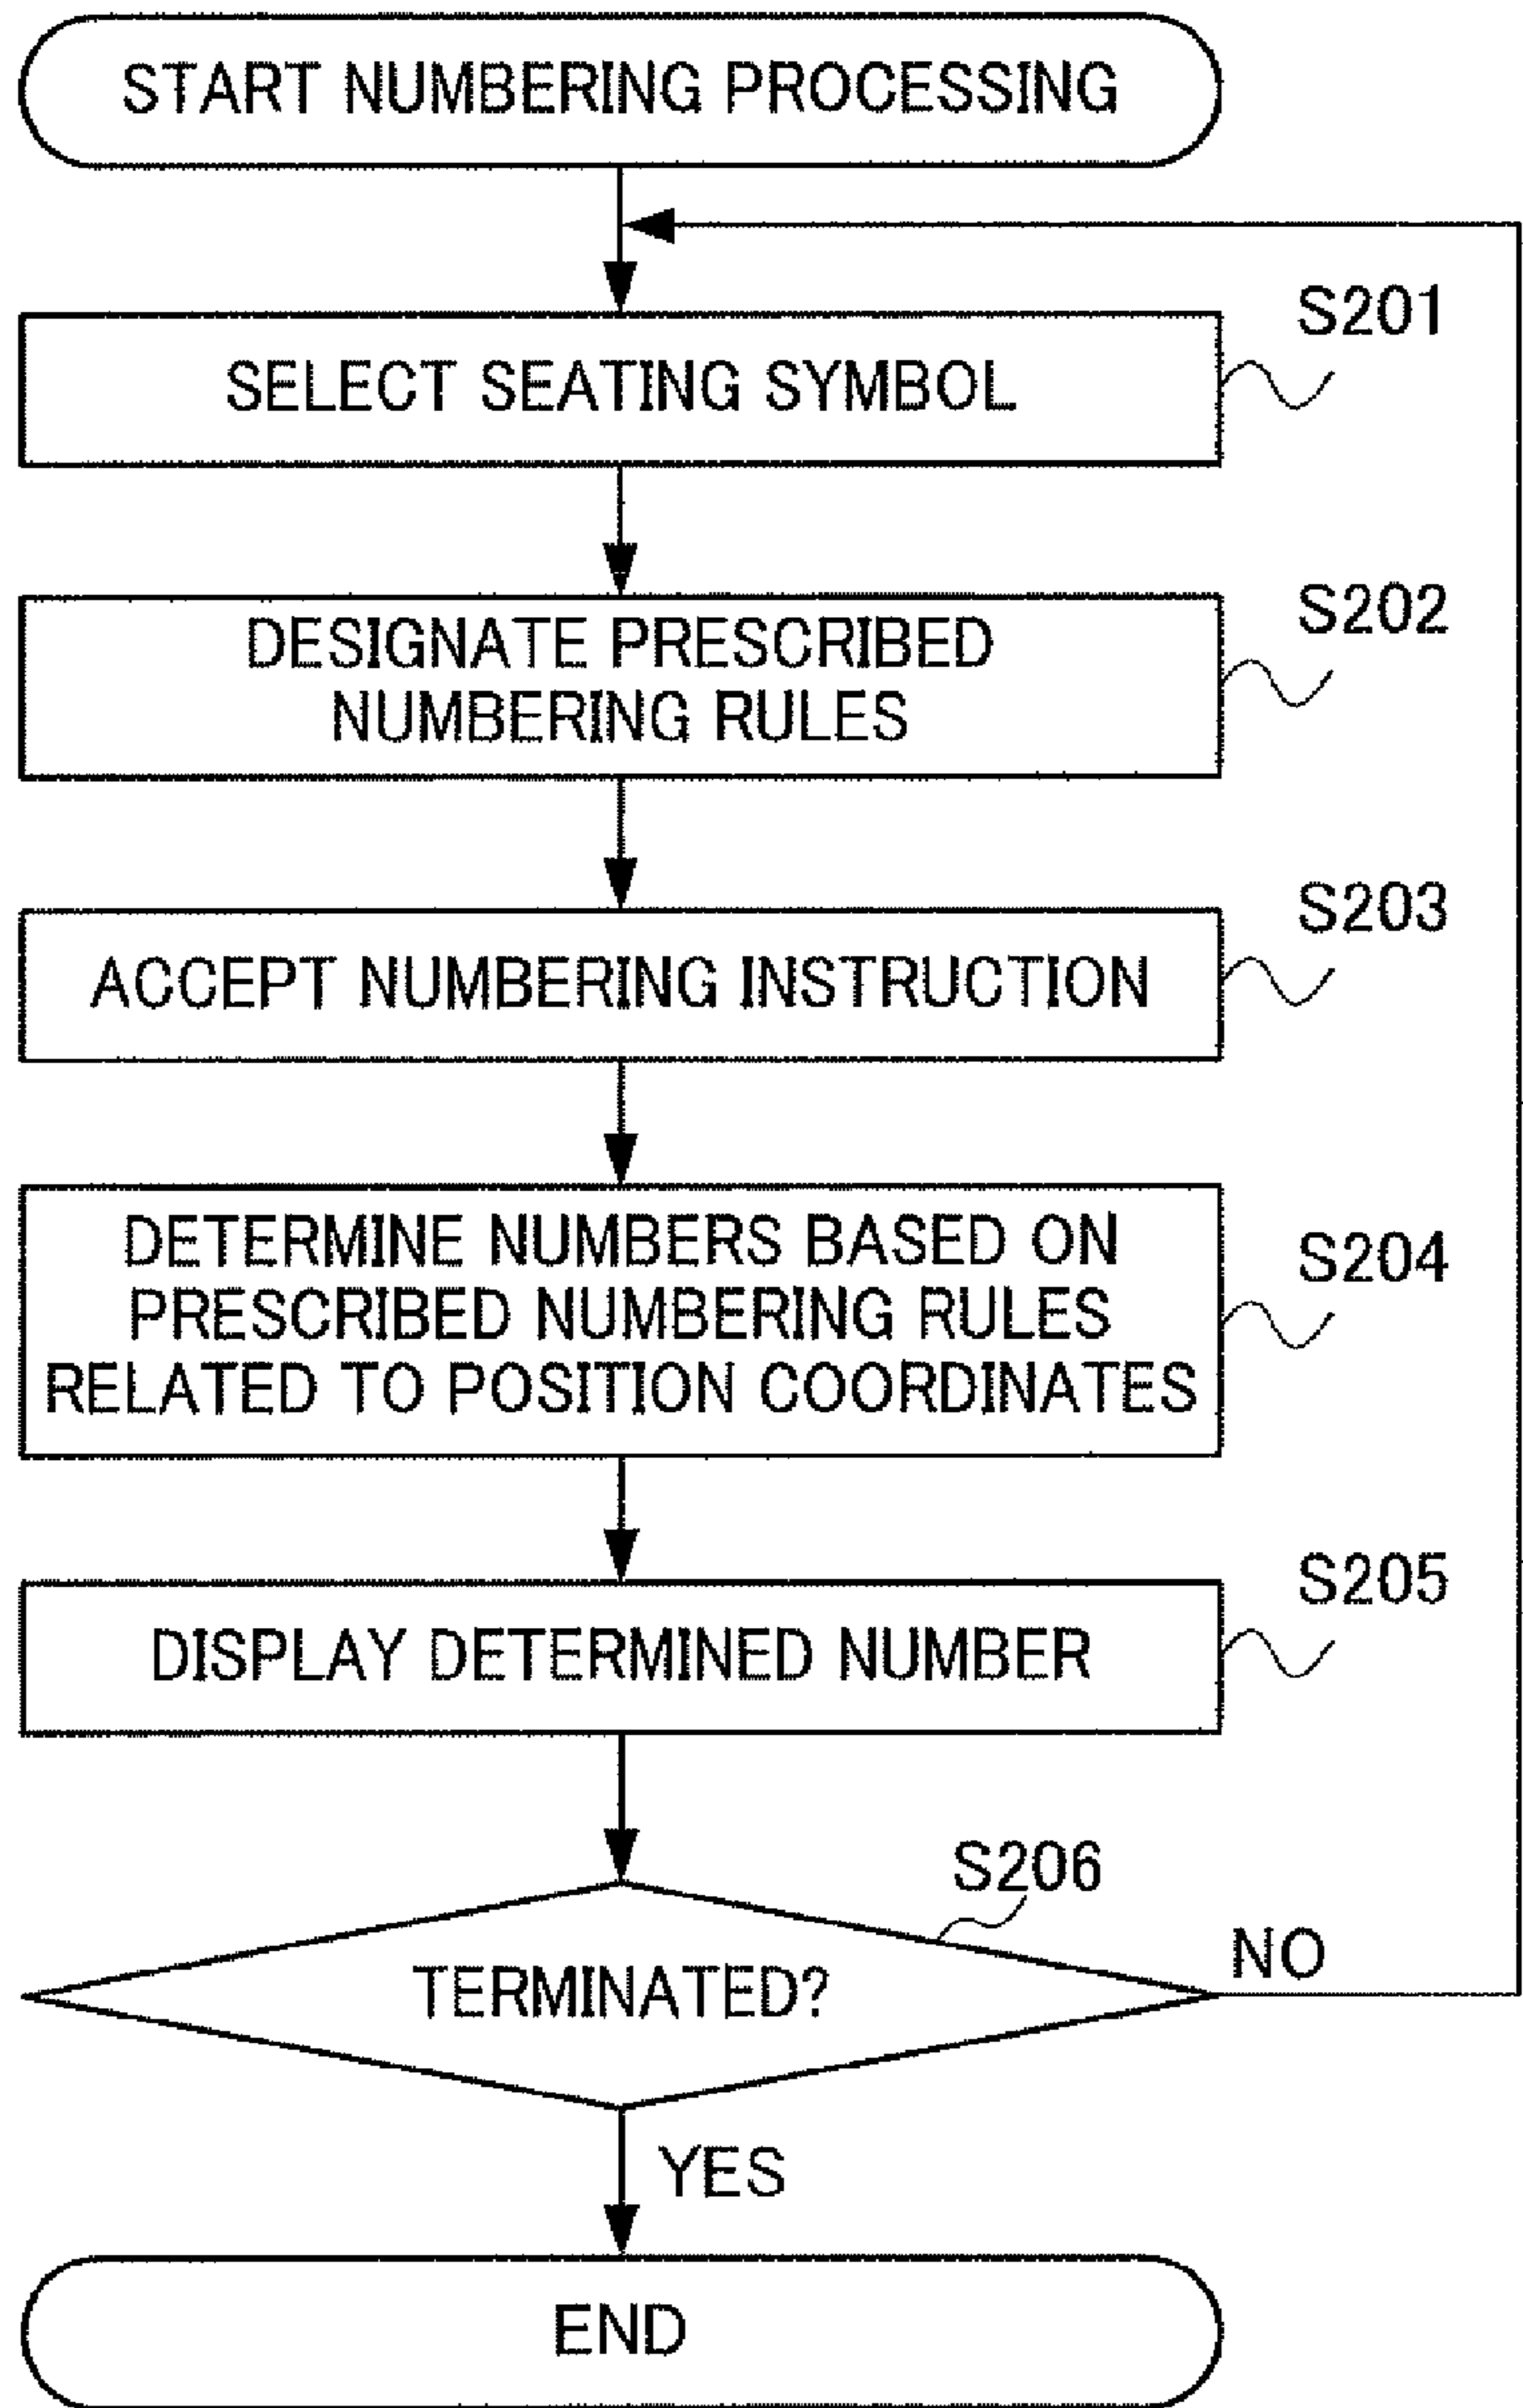 START NUMBERING PROCESSING
S201
SELECT SEATING SYMBOL
S202
DESIGNATE PRESCRIBED
NUMBERING RULES
S203
ACCEPT NUMBERING INSTRUCTION
S204
DETERMINE NUMBERS BASED ON
PRESCRIBED NUMBERING RULES
RELATED TO POSITION COORDINATES
S205
DISPLAY DETERMINED NUMBER
S206
TERMINATED?
NO
YES
END